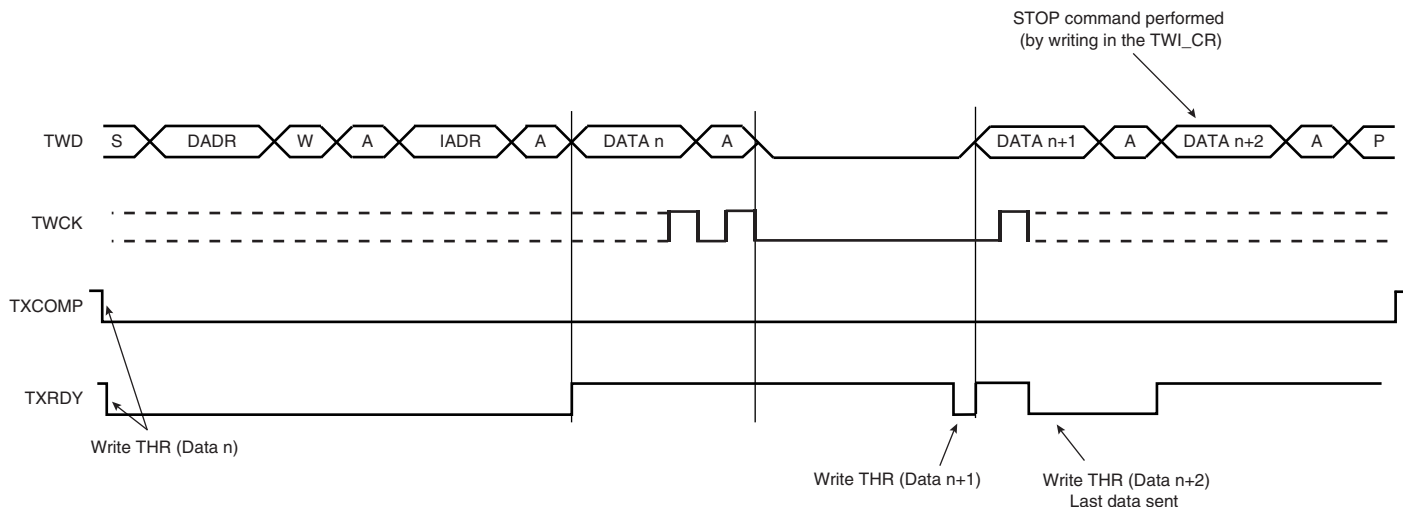 STOP command performed
(by writing in the TWI_CR)
TWD S DADR W A IADR A DATA n A DATA n+1 A DATA n+2 A P
TWCK
TXCOMP
TXRDY
Write THR (Data n)
Write THR (Data n+1)
Write THR (Data n+2)
Last data sent